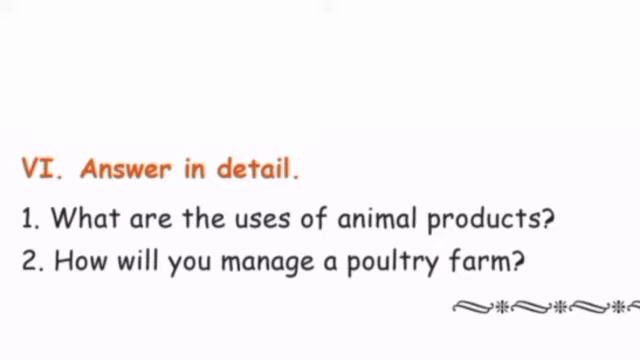 VI. Answer in detail.
1. What are the uses of animal products?
2. How will you manage a poultry farm?